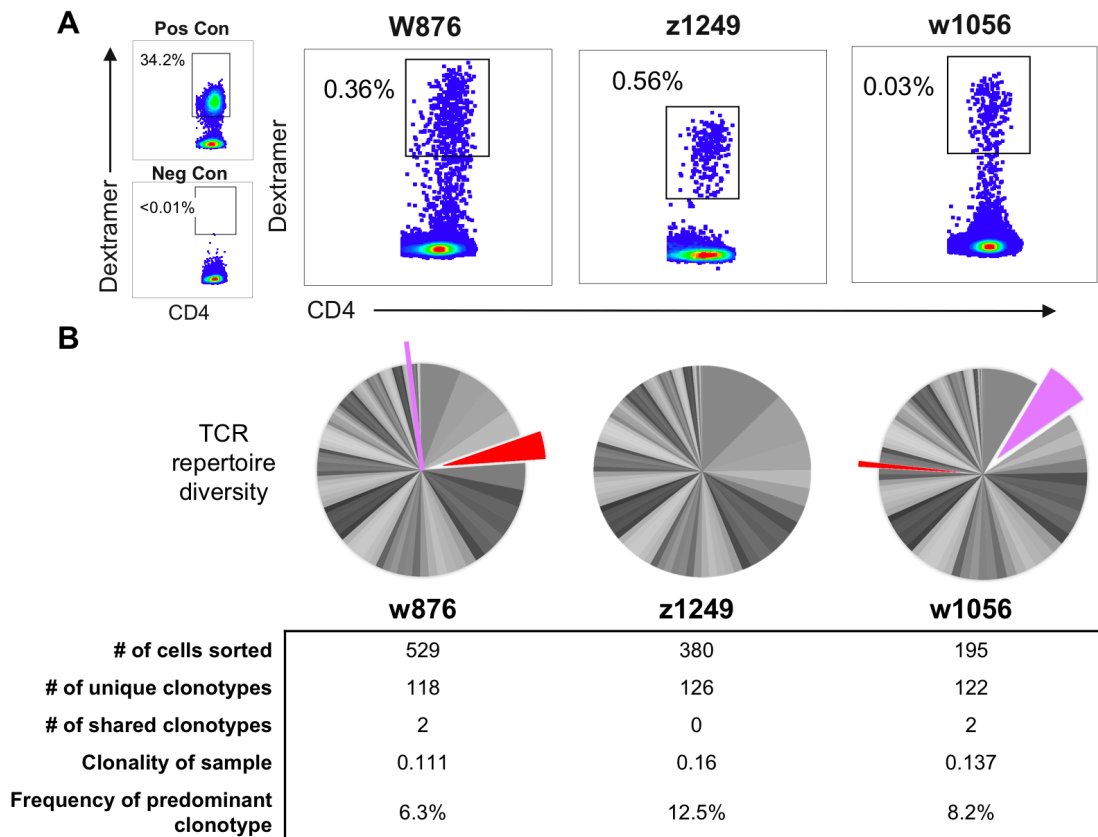 A
Pos Con
34.2%
Neg Con
<0.01%
Dextramer
CD4
W876
z1249
w1056
0.36%
0.56%
0.03%
Dextramer
CD4
B
TCR
repertoire
diversity
w876 z1249 w1056
# of cells sorted 529 380 195
# of unique clonotypes 118 126 122
# of shared clonotypes 2 0 2
Clonality of sample 0.111 0.16 0.137
Frequency of predominant
clonotype 6.3% 12.5% 8.2%